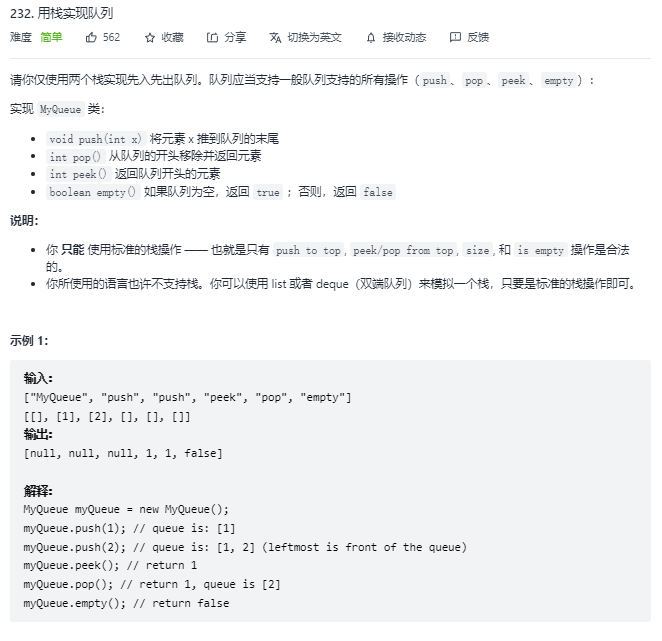 232. 用栈实现队列
难度 简单 562 收藏 分享 切换为英文 接收动态 反馈
请你仅使用两个栈实现先入先出队列。队列应当支持一般队列支持的所有操作（push、pop、peek、empty）：
实现 MyQueue 类：
• void push(int x) 将元素 x 推到队列的末尾
• int pop() 从队列的开头移除并返回元素
• int peek() 返回队列开头的元素
• boolean empty() 如果队列为空，返回 true ；否则，返回 false
说明：
• 你 只能 使用标准的栈操作 —— 也就是只有 push to top, peek/pop from top, size, 和 is empty 操作是合法
的。
• 你所使用的语言也许不支持栈。你可以使用 list 或者 deque（双端队列）来模拟一个栈，只要是标准的栈操作即可。
示例 1：
输入：
["MyQueue", "push", "push", "peek", "pop", "empty"]
[[], [1], [2], [], [], []]
输出：
[null, null, null, 1, 1, false]
解释：
MyQueue myQueue = new MyQueue();
myQueue.push(1); // queue is: [1]
myQueue.push(2); // queue is: [1, 2] (leftmost is front of the queue)
myQueue.peek(); // return 1
myQueue.pop(); // return 1, queue is [2]
myQueue.empty(); // return false